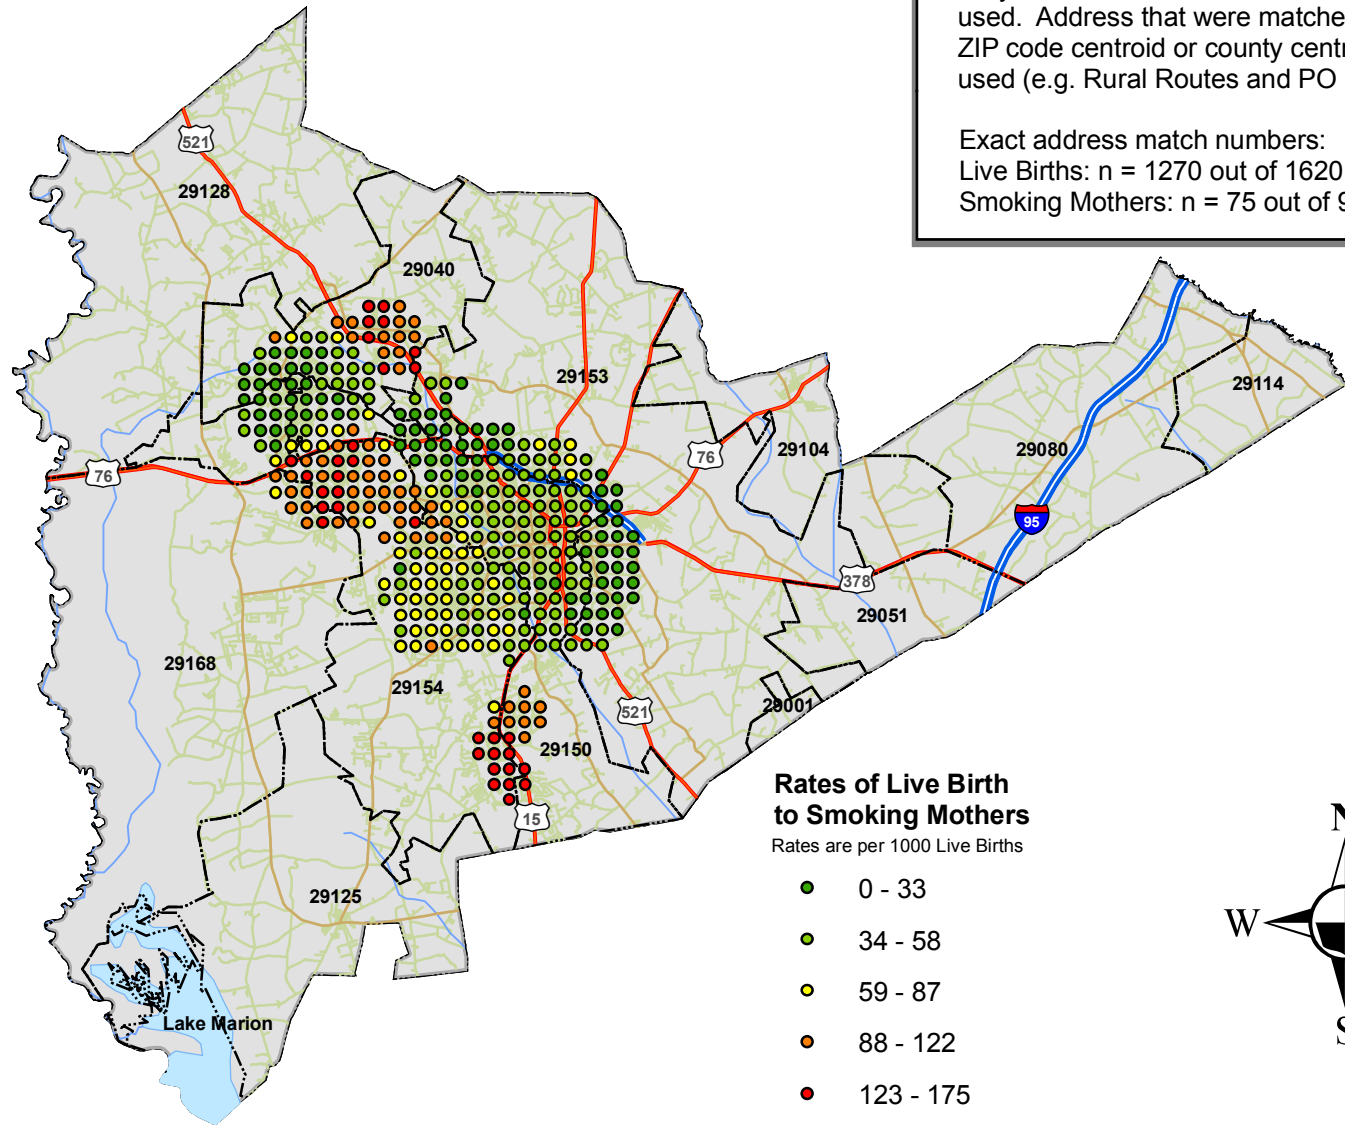 used. Address that were matche
ZIP code centroid or county centr
used (e.g. Rural Routes and PO
Exact address match numbers:
Live Births: n = 1270 out of 1620
Smoking Mothers: n = 75 out of 9
521
29128
29040
29153
29114
76
76
29104
29080
95
378
29051
29168
29154
29001
521
29150
15
29125
Lake Marion
Rates of Live Birth
to Smoking Mothers
Rates are per 1000 Live Births
0 - 33
34 - 58
59 - 87
88 - 122
123 - 175
N
W
S